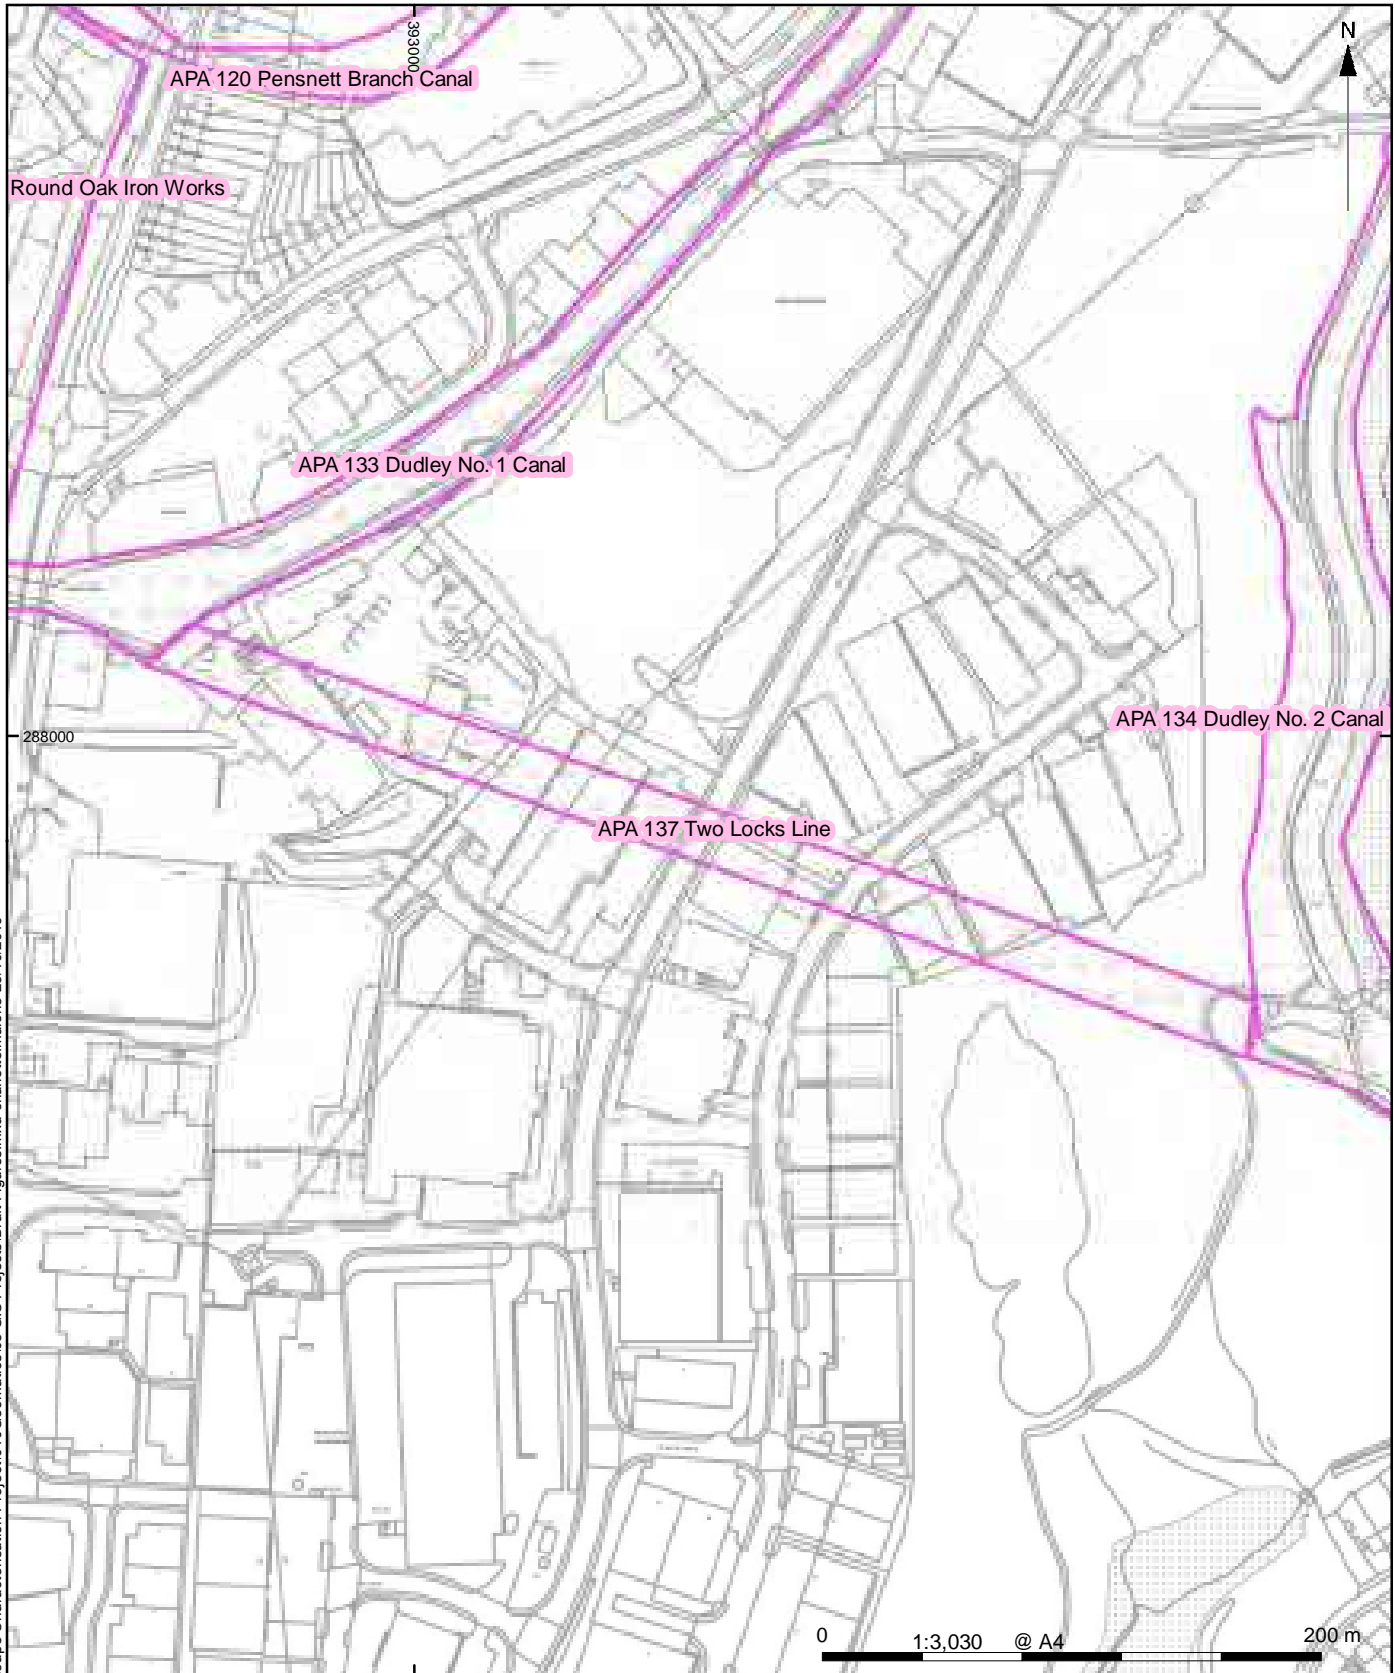 N
393000
APA 120 Pensnett Branch Canal
Round Oak Iron Works
APA 133 Dudley No. 1 Canal
APA 134 Dudley No. 2 Canal
288000
APA 137 Two Locks Line
0
1:3,030 @ A4
200 m